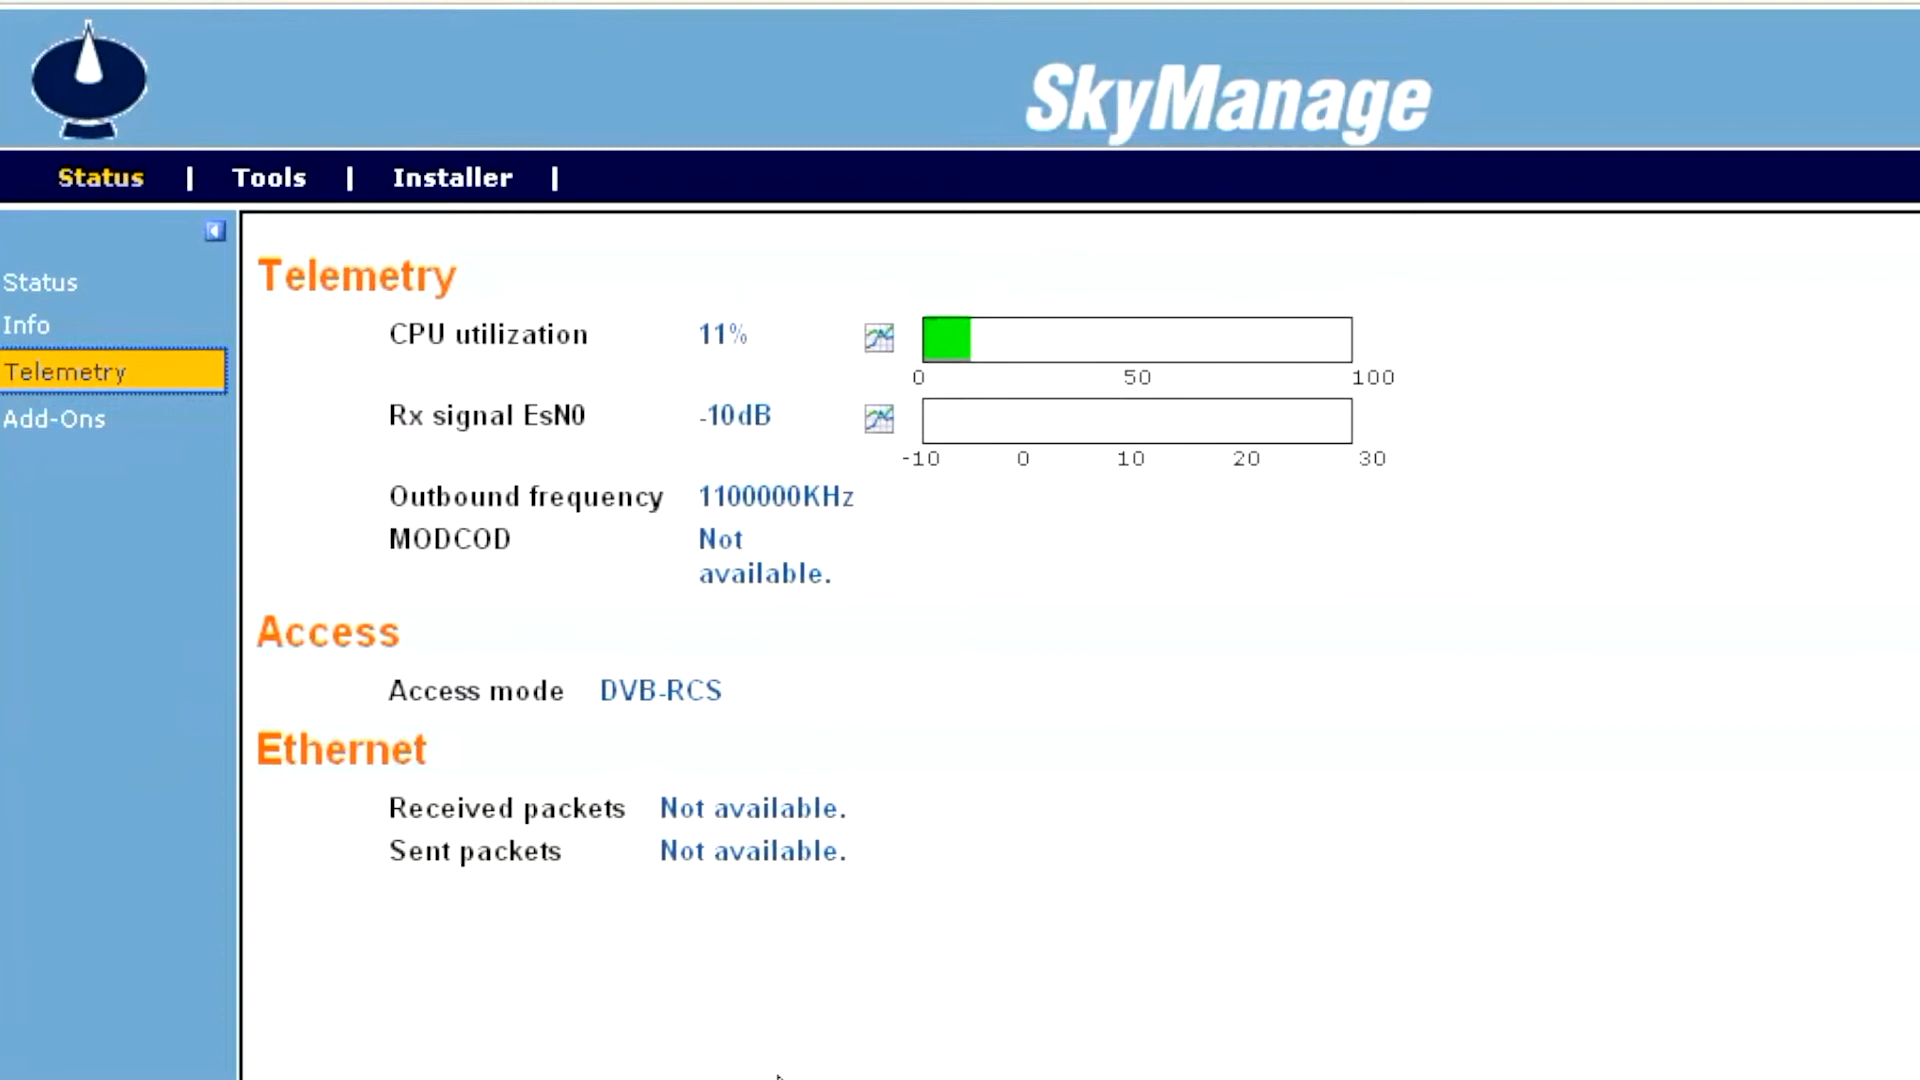 SkyManage
Status | Tools | Installer |
Status
Info
Telemetry
Add-Ons
Telemetry
CPU utilization 11%
0 50 100
Rx signal EsN0 -10dB
-10 0 10 20 30
Outbound frequency 1100000KHz
MODCOD Not
available.
Access
Access mode DVB-RCS
Ethernet
Received packets Not available.
Sent packets Not available.